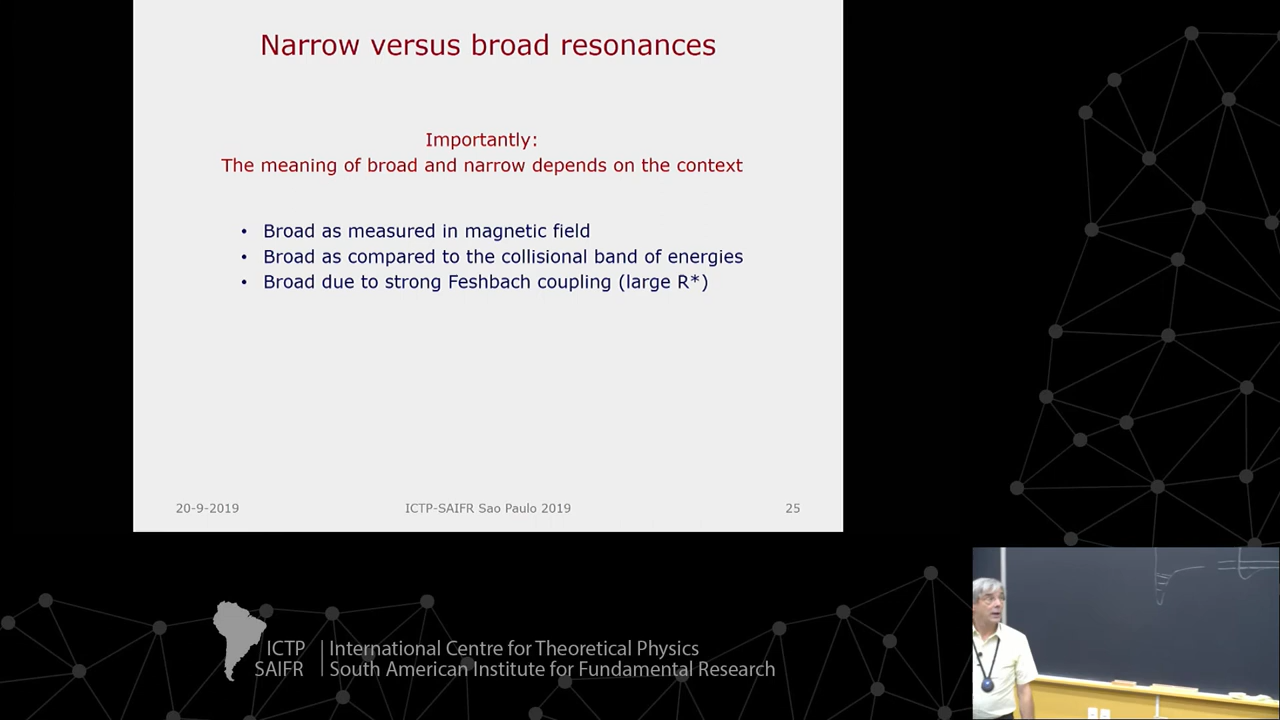 Narrow versus broad resonances
Importantly:
The meaning of broad and narrow depends on the context
• Broad as measured in magnetic field
• Broad as compared to the collisional band of energies
• Broad due to strong Feshbach coupling (large R*)
20-9-2019 ICTP-SAIFR Sao Paulo 2019 25
ICTP | International Centre for Theoretical Physics
SAIFR | South American Institute for Fundamental Research